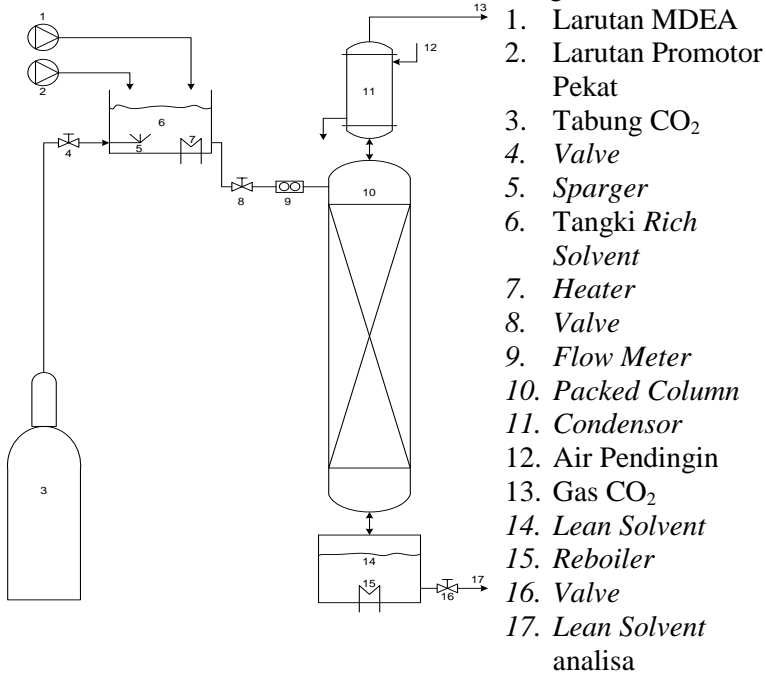 1. Larutan MDEA
2. Larutan Promotor
Pekat
3. Tabung CO₂
4. Valve
5. Sparger
6. Tangki Rich
Solvent
7. Heater
8. Valve
9. Flow Meter
10. Packed Column
11. Condensor
12. Air Pendingin
13. Gas CO₂
14. Lean Solvent
15. Reboiler
16. Valve
17. Lean Solvent
analisa
1
2
3
4
5
6
7
8
9
10
11
12
13
14
15
16
17